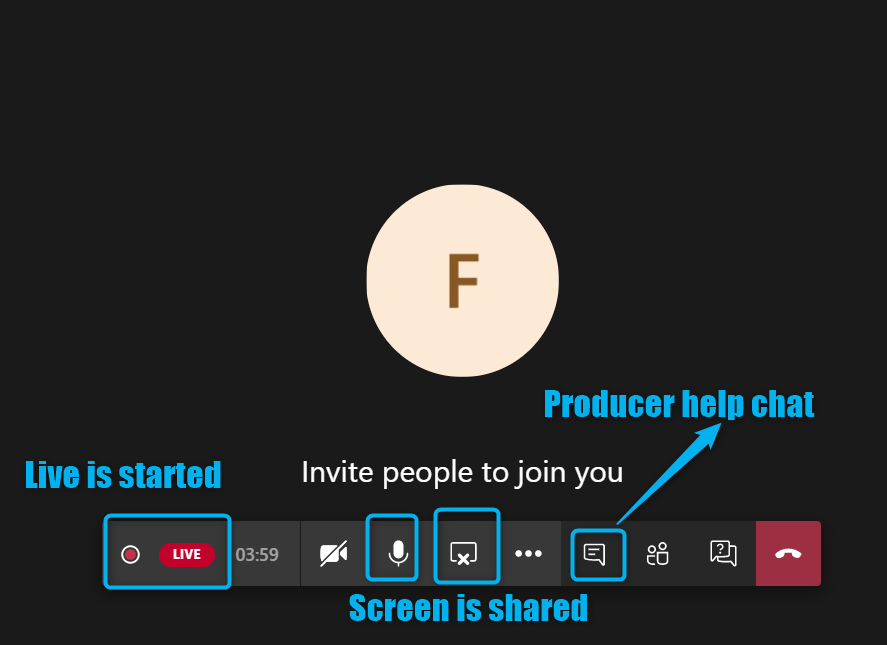 F
Producer help chat
Live is started
Invite people to join you
LIVE 03:59
Screen is shared